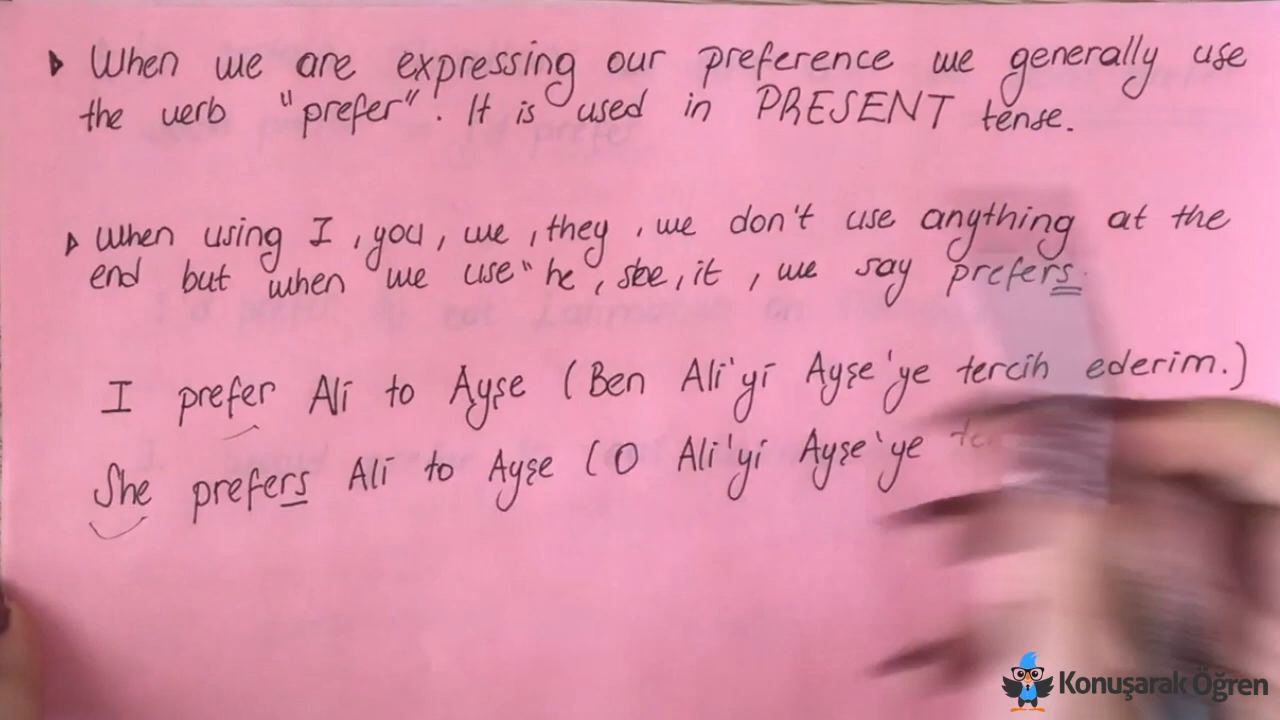 When we are expressing our preference we generally use
the verb "prefer". It is used in PRESENT tense.
When using I, you, we, they, we don't use anything at the
end but when we use "he, she, it, we say prefers.
I prefer Ali to Ayşe (Ben Ali'yi Ayşe'ye tercih ederim.)
She prefers Ali to Ayşe (O Ali'yi Ayşe'ye
Konuşarak Öğren